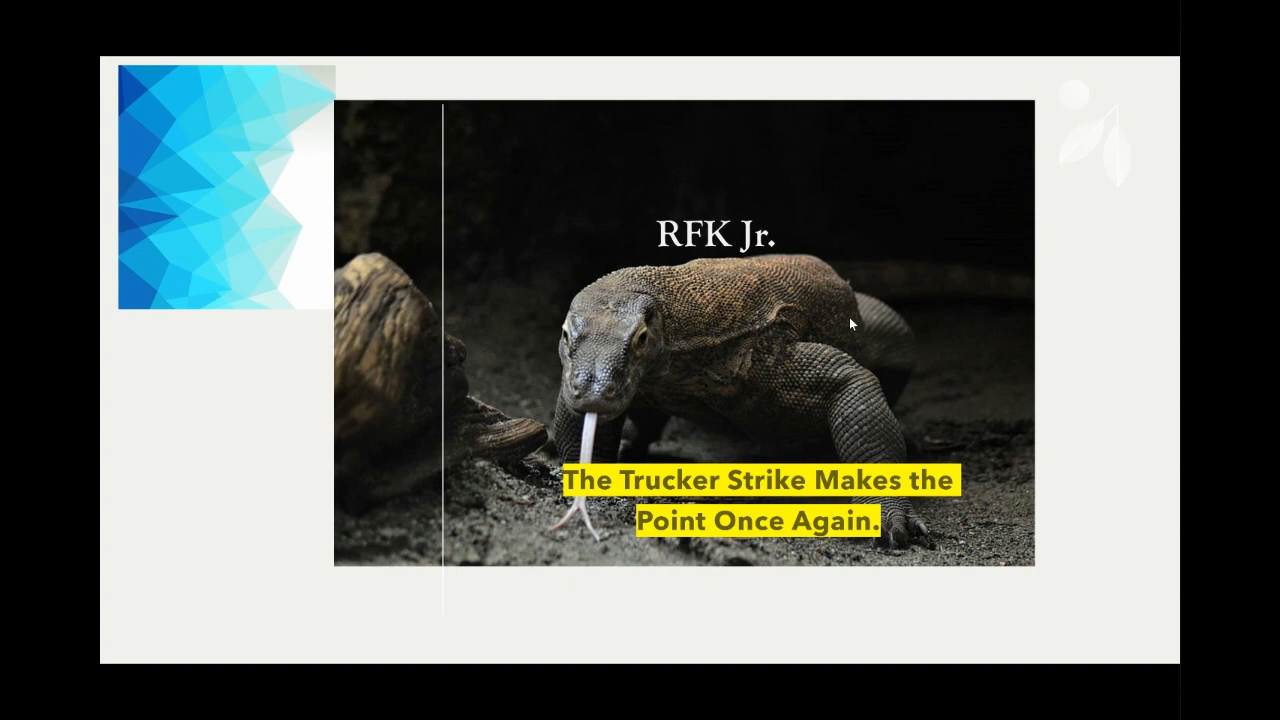 RFK Jr.
The Trucker Strike Makes the
Point Once Again.